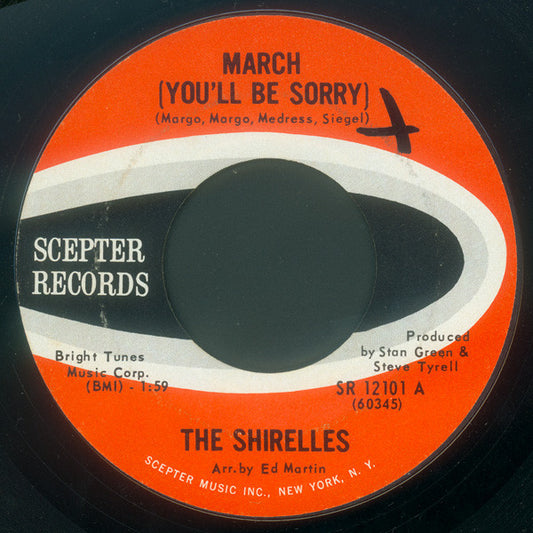 MARCH
(YOU'LL BE SORRY)
(Margo, Margo, Medress, Siegel)
SCEPTER
RECORDS
Bright Tunes
Music Corp.
(BMI) - 1:59
Produced
by Stan Green &
Steve Tyrell
SR 12101 A
(60345)
THE SHIRELLES
Arr. by Ed Martin
SCEPTER MUSIC INC., NEW YORK, N. Y.